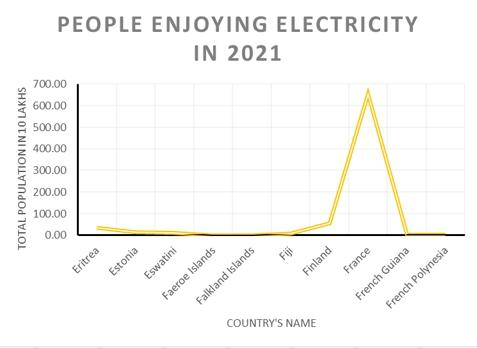 PEOPLE ENJOYING ELECTRICITY
IN 2021
TOTAL POPULATION IN 10 LAKHS
700.00
600.00
500.00
400.00
300.00
200.00
100.00
0.00
Eritrea
Estonia
Eswatini
Faeroe Islands
Falkland Islands
Fiji
Finland
France
French Guiana
French Polynesia
COUNTRY'S NAME